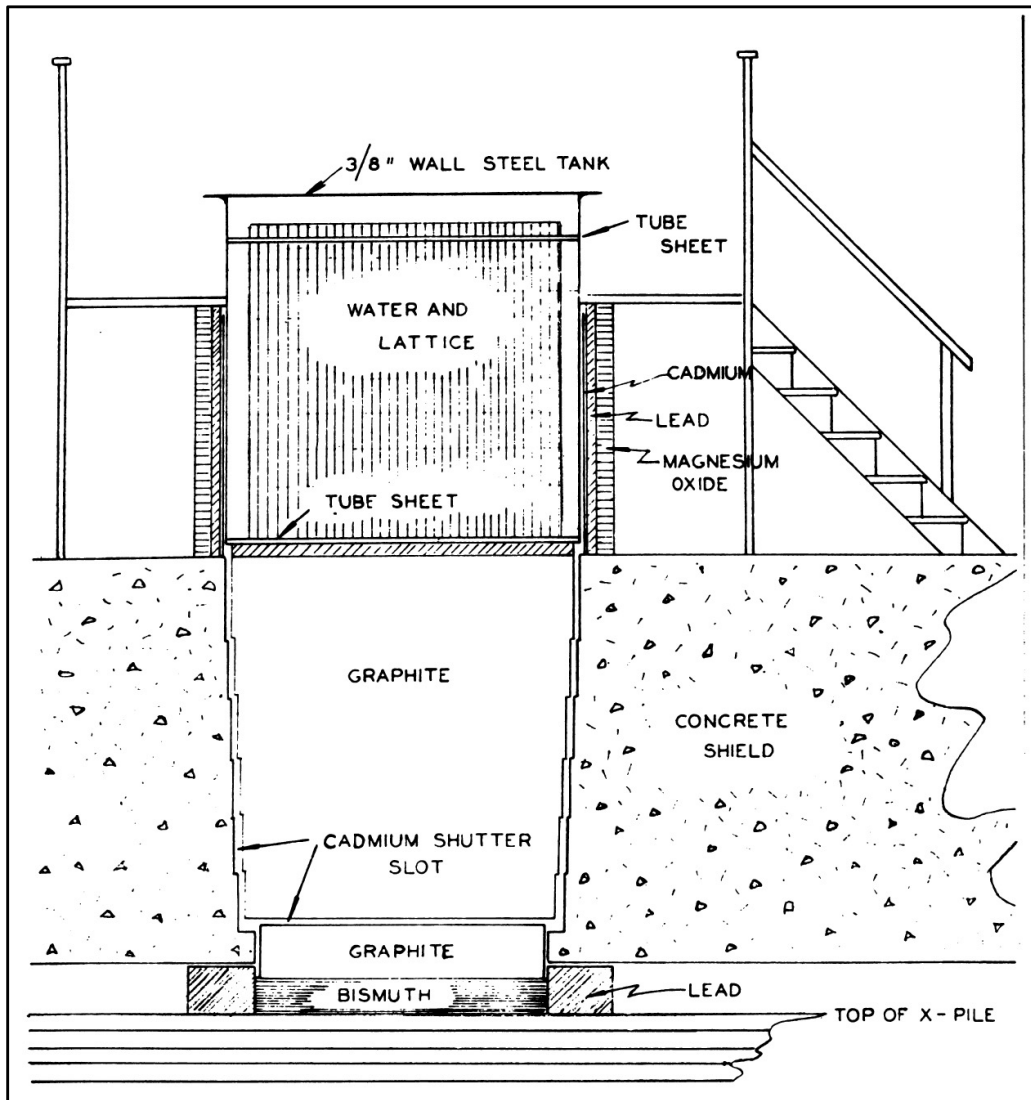 3/8" WALL STEEL TANK
TUBE
SHEET
WATER AND
LATTICE
CADMIUM
LEAD
MAGNESIUM
OXIDE
TUBE SHEET
GRAPHITE
CONCRETE
SHIELD
CADMIUM SHUTTER
SLOT
GRAPHITE
BISMUTH
LEAD
TOP OF X-PILE